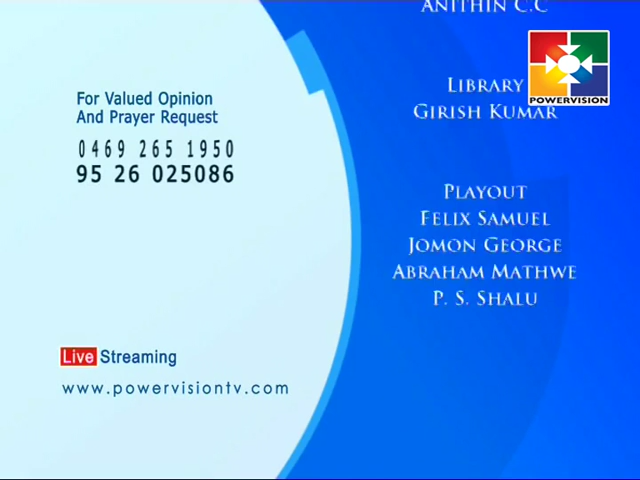 ANITHIN C.C
LIBRARY
GIRISH KUMAR
POWERVISION
For Valued Opinion
And Prayer Request
0469 265 1950
95 26 025086
PLAYOUT
FELIX SAMUEL
JOMON GEORGE
ABRAHAM MATHWE
P. S. SHALU
Live Streaming
www.powervisiontv.com